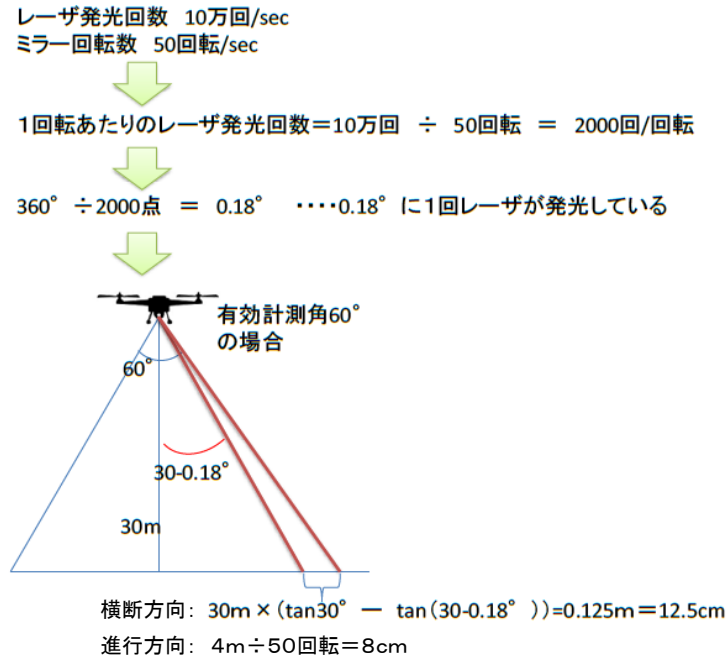 レーザ発光回数 10万回/sec
ミラー回転数 50回転/sec
１回転あたりのレーザ発光回数＝10万回 ÷ 50回転 ＝ 2000回/回転
360° ÷2000点 ＝ 0.18° ‥‥0.18° に１回レーザが発光している
有効計測角60°
の場合
60°
30-0.18°
30m
横断方向： 30m×（tan30° － tan（30-0.18° ））=0.125m＝12.5cm
進行方向： ４m÷５０回転＝８cm